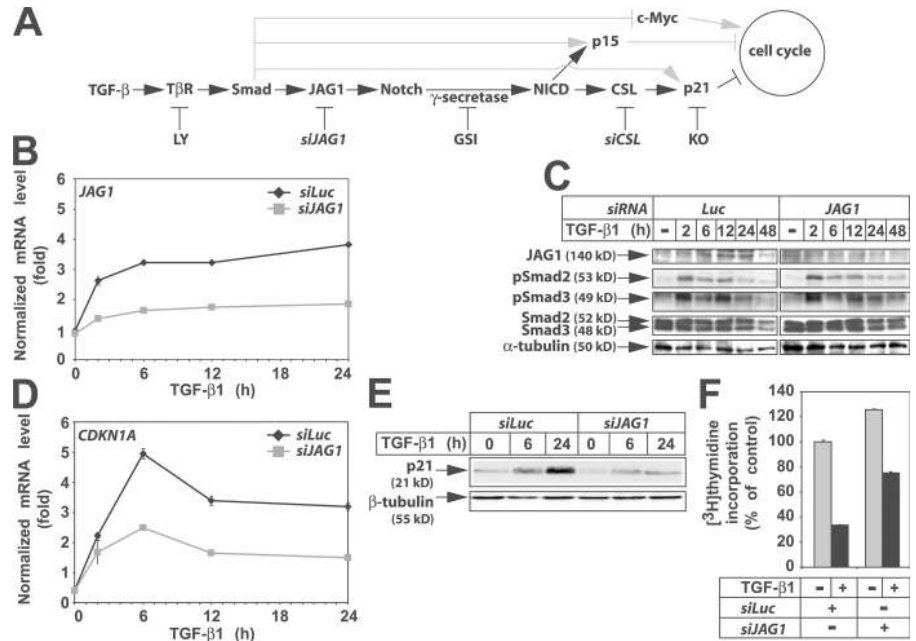 A
c-Myc
p15
cell cycle
TGF-β TβR Smad JAG1 Notch γ-secretase NICD CSL p21
LY siJAG1 GSI siCSL KO
B
JAG1
siLuc
siJAG1
Normalized mRNA level
(fold)
6
5
4
3
2
1
0
0 6 12 18 24
TGF-β1 (h)
C
siRNA Luc JAG1
TGF-β1 (h) - 2 6 12 24 48 - 2 6 12 24 48
JAG1 (140 kD)
pSmad2 (53 kD)
pSmad3 (49 kD)
Smad2 (52 kD)
Smad3 (48 kD)
α-tubulin (50 kD)
D
CDKN1A
siLuc
siJAG1
Normalized mRNA level
(fold)
6
5
4
3
2
1
0
0 6 12 18 24
TGF-β1 (h)
E
siLuc siJAG1
TGF-β1 (h) 0 6 24 0 6 24
p21
(21 kD)
β-tubulin
(55 kD)
F
[³H]thymidine
incorporation
(% of control)
140
120
100
80
60
40
20
0
TGF-β1 - + - +
siLuc + -
siJAG1 - +